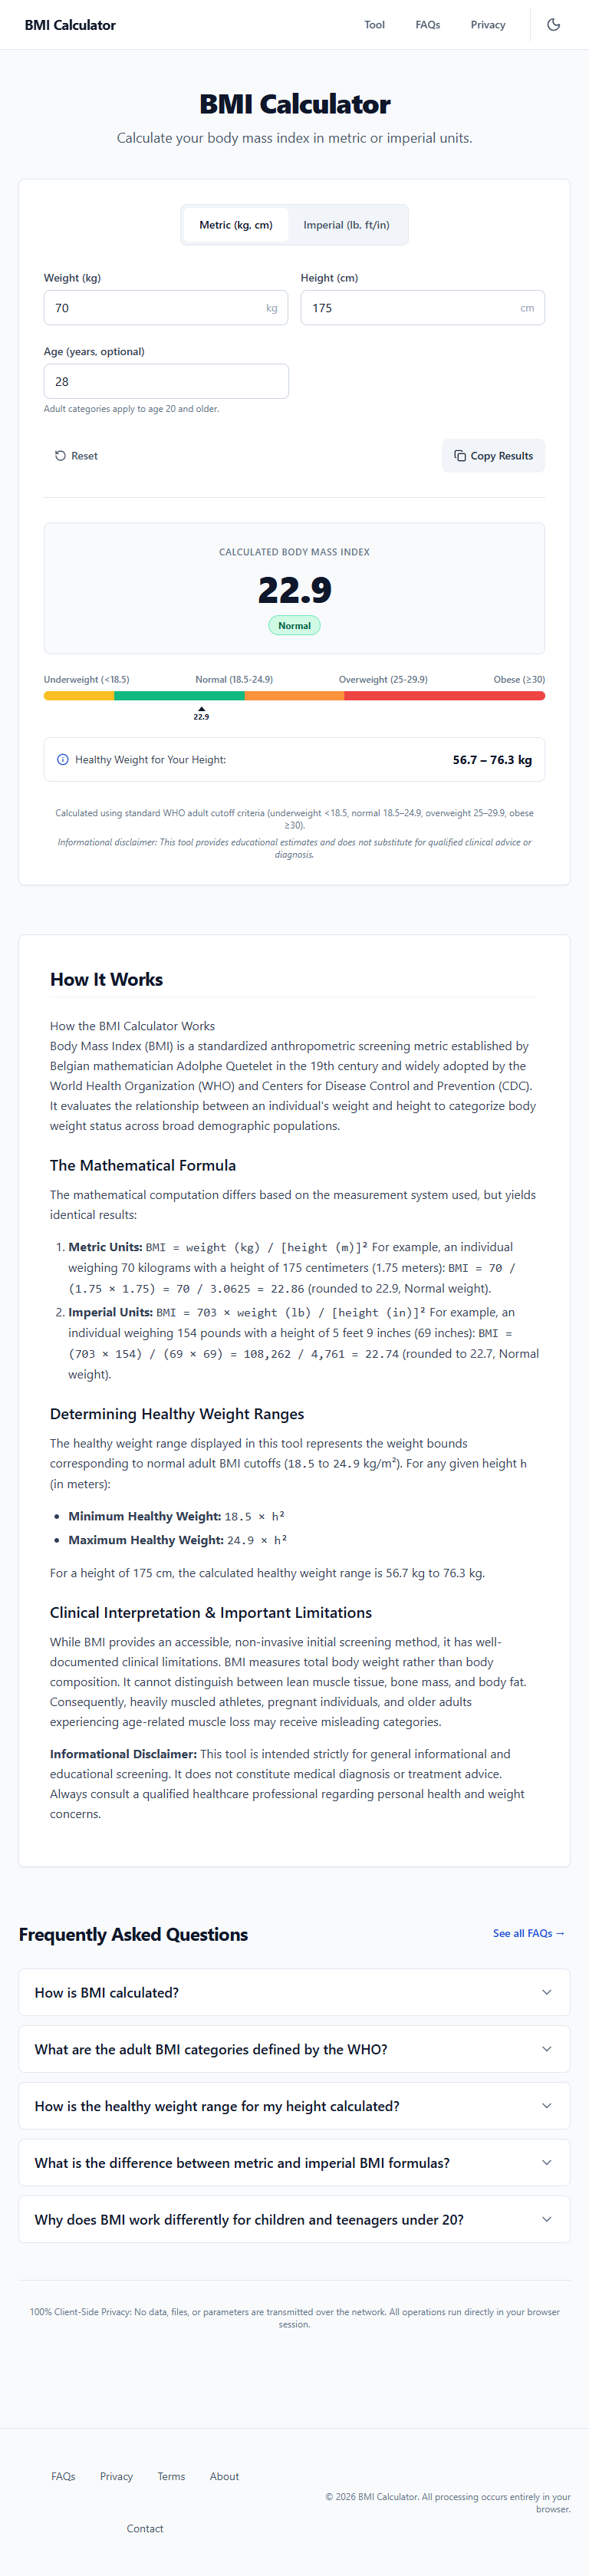 BMI Calculator
Tool
FAQs
Privacy
BMI Calculator
Calculate your body mass index in metric or imperial units.
Metric (kg, cm)
Imperial (lb, ft/in)
Weight (kg)
Height (cm)
70
kg
175
cm
Age (years, optional)
28
Adult categories apply to age 20 and older.
Reset
Copy Results
CALCULATED BODY MASS INDEX
22.9
Normal
Underweight (<18.5)
Normal (18.5-24.9)
Overweight (25-29.9)
Obese (≥30)
22.9
Healthy Weight for Your Height:
56.7 – 76.3 kg
Calculated using standard WHO adult cutoff criteria (underweight <18.5, normal 18.5–24.9, overweight 25–29.9, obese
≥30).
Informational disclaimer: This tool provides educational estimates and does not substitute for qualified clinical advice or
diagnosis.
How It Works
How the BMI Calculator Works
Body Mass Index (BMI) is a standardized anthropometric screening metric established by
Belgian mathematician Adolphe Quetelet in the 19th century and widely adopted by the
World Health Organization (WHO) and Centers for Disease Control and Prevention (CDC).
It evaluates the relationship between an individual's weight and height to categorize body
weight status across broad demographic populations.
The Mathematical Formula
The mathematical computation differs based on the measurement system used, but yields
identical results:
1. Metric Units: BMI = weight (kg) / [height (m)]² For example, an individual
weighing 70 kilograms with a height of 175 centimeters (1.75 meters): BMI = 70 /
(1.75 × 1.75) = 70 / 3.0625 = 22.86 (rounded to 22.9, Normal weight).
2. Imperial Units: BMI = 703 × weight (lb) / [height (in)]² For example, an
individual weighing 154 pounds with a height of 5 feet 9 inches (69 inches): BMI =
(703 × 154) / (69 × 69) = 108,262 / 4,761 = 22.74 (rounded to 22.7, Normal
weight).
Determining Healthy Weight Ranges
The healthy weight range displayed in this tool represents the weight bounds
corresponding to normal adult BMI cutoffs (18.5 to 24.9 kg/m²). For any given height h
(in meters):
• Minimum Healthy Weight: 18.5 × h²
• Maximum Healthy Weight: 24.9 × h²
For a height of 175 cm, the calculated healthy weight range is 56.7 kg to 76.3 kg.
Clinical Interpretation & Important Limitations
While BMI provides an accessible, non-invasive initial screening method, it has well-
documented clinical limitations. BMI measures total body weight rather than body
composition. It cannot distinguish between lean muscle tissue, bone mass, and body fat.
Consequently, heavily muscled athletes, pregnant individuals, and older adults
experiencing age-related muscle loss may receive misleading categories.
Informational Disclaimer: This tool is intended strictly for general informational and
educational screening. It does not constitute medical diagnosis or treatment advice.
Always consult a qualified healthcare professional regarding personal health and weight
concerns.
Frequently Asked Questions
See all FAQs →
How is BMI calculated?
What are the adult BMI categories defined by the WHO?
How is the healthy weight range for my height calculated?
What is the difference between metric and imperial BMI formulas?
Why does BMI work differently for children and teenagers under 20?
100% Client-Side Privacy: No data, files, or parameters are transmitted over the network. All operations run directly in your browser
session.
FAQs
Privacy
Terms
About
Contact
© 2026 BMI Calculator. All processing occurs entirely in your
browser.